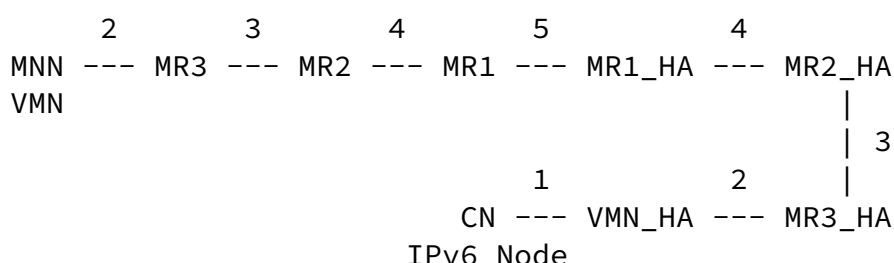 2         3         4         5          4
MNN --- MR3 --- MR2 --- MR1 --- MR1_HA --- MR2_HA
VMN                                           |
                                              | 3
                             1          2     |
                         CN --- VMN_HA --- MR3_HA
                      IPv6 Node